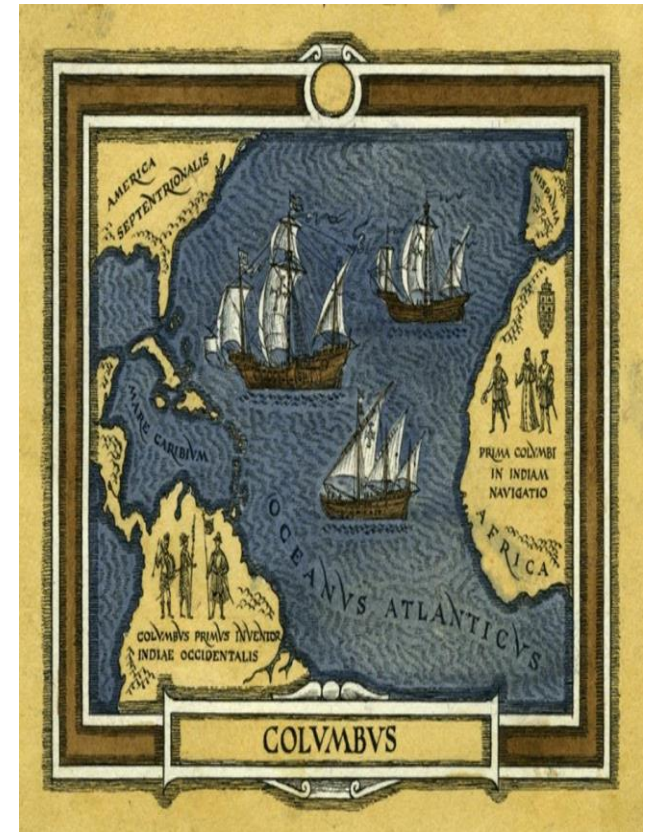 AMERICA
SEPTENTRIONALIS
HISPANIA
MARE CARIBIVM
PRIMA COLVMBI
IN INDIAM
NAVIGATIO
AFRICA
OCEANVS ATLANTICVS
COLVMBVS PRIMVS INVENTOR
INDIAE OCCIDENTALIS
COLVMBVS